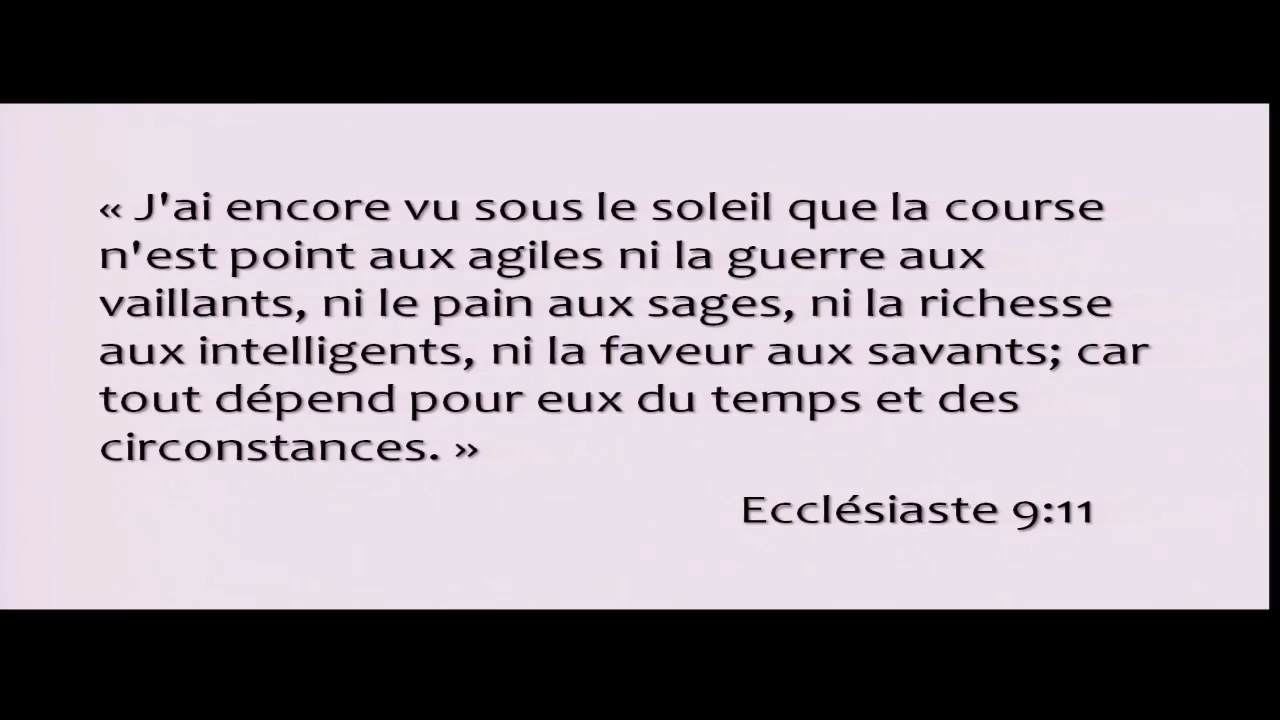 « J'ai encore vu sous le soleil que la course
n'est point aux agiles ni la guerre aux
vaillants, ni le pain aux sages, ni la richesse
aux intelligents, ni la faveur aux savants; car
tout dépend pour eux du temps et des
circonstances. »
Ecclésiaste 9:11